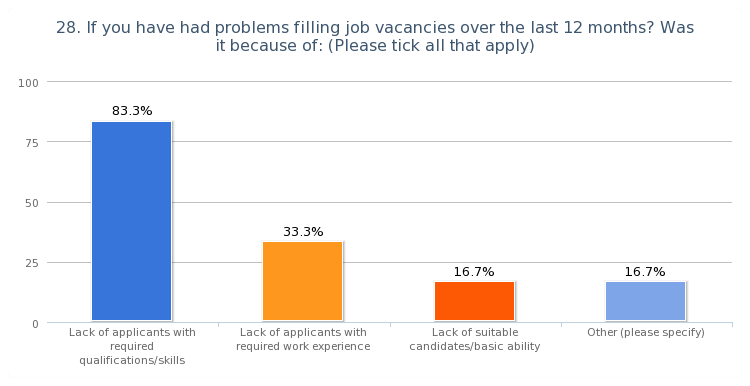 28. If you have had problems filling job vacancies over the last 12 months? Was
it because of: (Please tick all that apply)
100
83.3%
75
50
33.3%
25
16.7%
16.7%
0
Lack of applicants with
required
qualifications/skills
Lack of applicants with
required work experience
Lack of suitable
candidates/basic ability
Other (please specify)